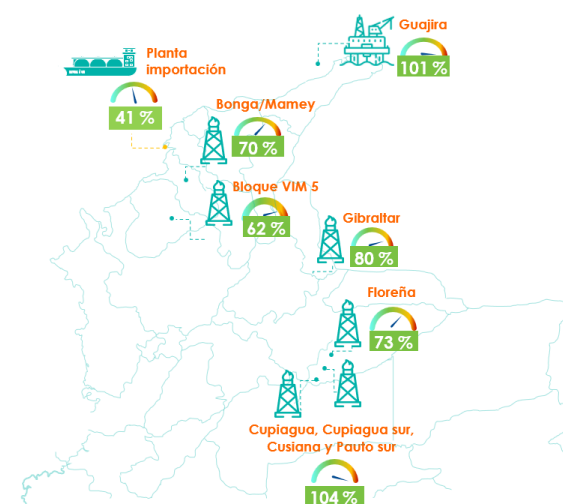 Guajira
101 %
Planta
importación
41 %
Bonga/Mamey
70 %
Bloque VIM 5
62 %
Gibraltar
80 %
Floreña
73 %
Cupiagua, Cupiagua sur,
Cusiana y Pauto sur
104 %